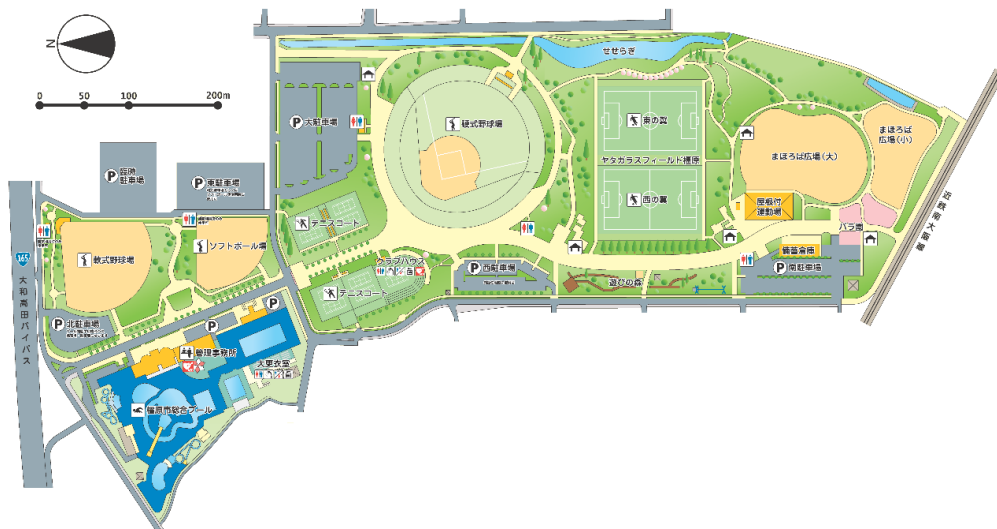 N
0 50 100 200m
せせらぎ
P 大駐車場
硬式野球場
東の翼
ヤタガラスフィールド橿原
西の翼
まほろば広場(大)
まほろば
広場(小)
近鉄南大阪線
P 臨時
駐車場
P 東駐車場
屋根付
運動場
バラ園
テニスコート
ソフトボール場
軟式野球場
165
大和高田バイパス
クラブハウス
P 西駐車場
備蓄倉庫
P 南駐車場
テニスコート
遊びの森
P 北駐車場
P
P
管理事務所
大更衣室
橿原市総合プール